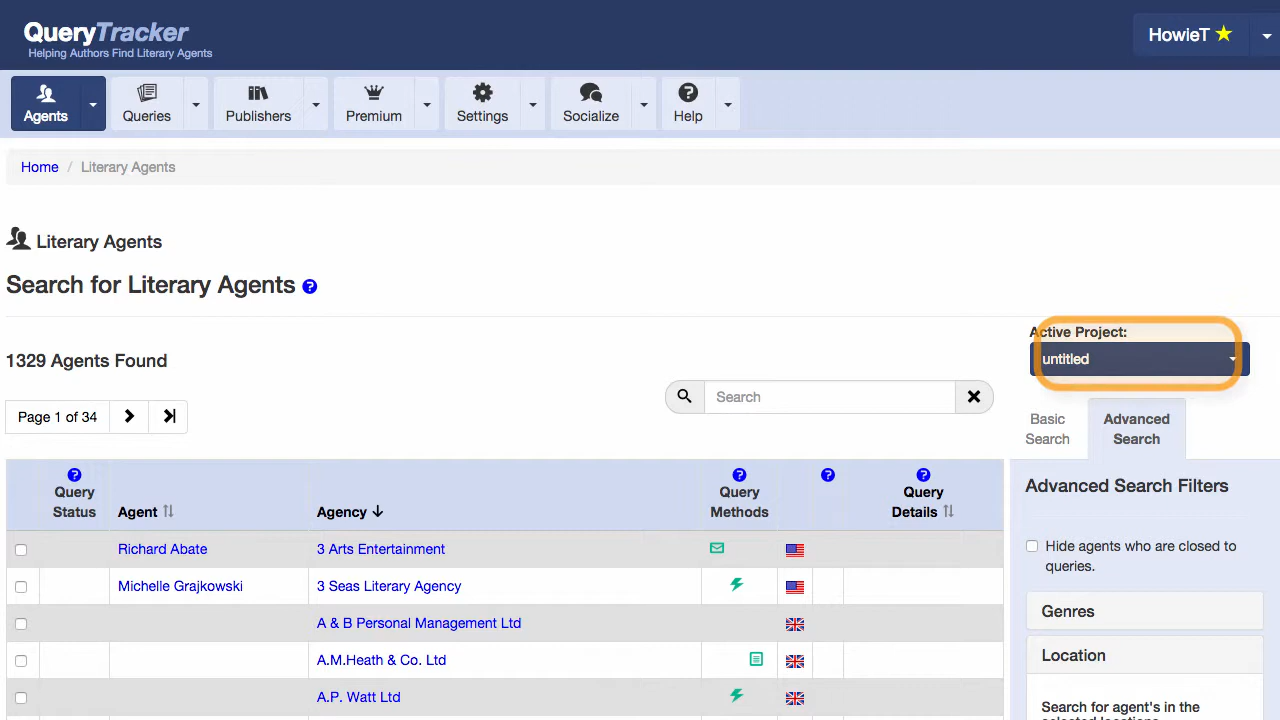 QueryTracker
Helping Authors Find Literary Agents
HowieT
Agents
Queries
Publishers
Premium
Settings
Socialize
Help
Home / Literary Agents
Literary Agents
Search for Literary Agents
1329 Agents Found
Active Project:
untitled
Search
Page 1 of 34
Basic
Search
Advanced
Search
Query
Status
Agent
Agency
Query
Methods
Query
Details
Advanced Search Filters
Richard Abate
3 Arts Entertainment
Hide agents who are closed to
queries.
Michelle Grajkowski
3 Seas Literary Agency
Genres
A & B Personal Management Ltd
A.M.Heath & Co. Ltd
Location
A.P. Watt Ltd
Search for agent's in the
selected locations